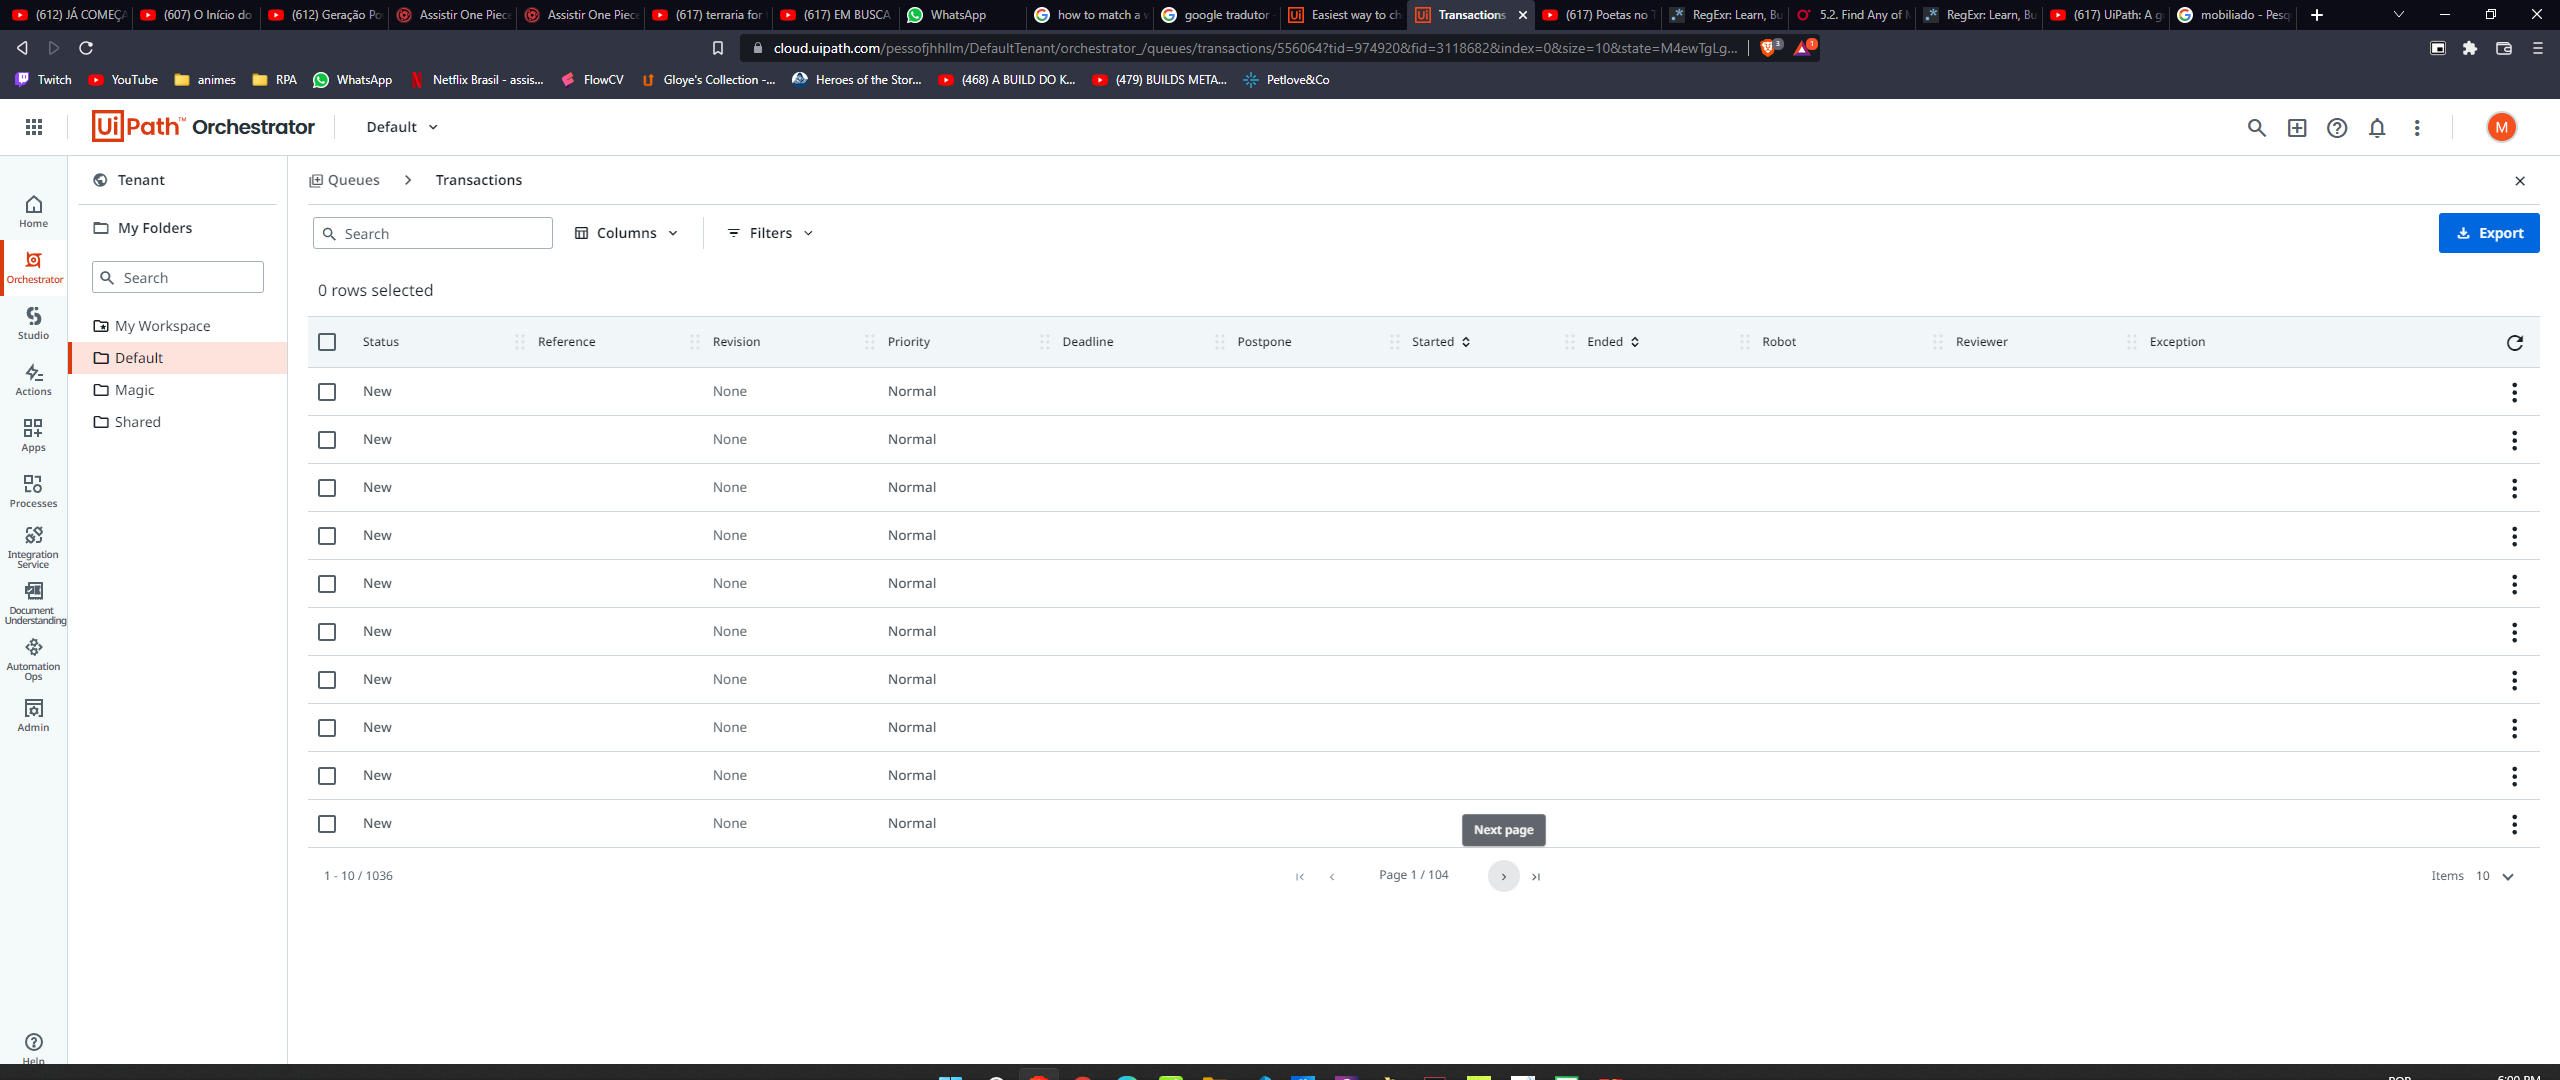 (612) JÁ COMEÇA
(607) O Início do
(612) Geração Po
Assistir One Piece
Assistir One Piece
(617) terraria for
(617) EM BUSCA
WhatsApp
how to match a w
google tradutor
Easiest way to ch
Transactions
(617) Poetas no T
RegExr: Learn, Bu
5.2. Find Any of M
RegExr: Learn, Bu
(617) UiPath: A g
mobiliado - Pesq
cloud.uipath.com/pessofjhhllm/DefaultTenant/orchestrator_/queues/transactions/556064?tid=974920&fid=3118682&index=0&size=10&state=M4ewTgLg...
3
1
Twitch
YouTube
animes
RPA
WhatsApp
Netflix Brasil - assis...
FlowCV
Gloye's Collection -...
Heroes of the Stor...
(468) A BUILD DO K...
(479) BUILDS META...
Petlove&Co
UiPath™ Orchestrator
Default
M
Home
Orchestrator
Studio
Actions
Apps
Processes
Integration
Service
Document
Understanding
Automation
Ops
Admin
Help
Tenant
My Folders
Search
My Workspace
Default
Magic
Shared
Queues > Transactions
Search
Columns
Filters
Export
0 rows selected
Status Reference Revision Priority Deadline Postpone Started Ended Robot Reviewer Exception
New None Normal
New None Normal
New None Normal
New None Normal
New None Normal
New None Normal
New None Normal
New None Normal
New None Normal
New None Normal
Next page
1 - 10 / 1036
Page 1 / 104
Items 10